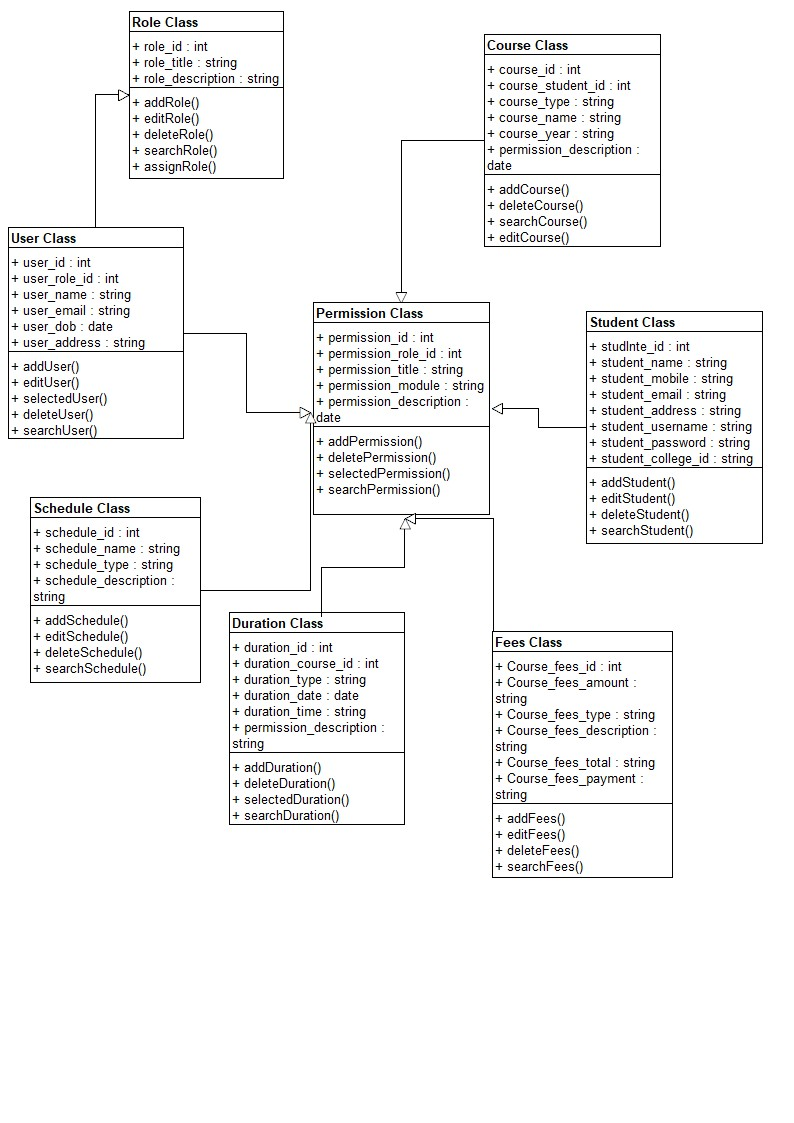 Role Class
+ role_id : int
+ role_title : string
+ role_description : string
+ addRole()
+ editRole()
+ deleteRole()
+ searchRole()
+ assignRole()
Course Class
+ course_id : int
+ course_student_id : int
+ course_type : string
+ course_name : string
+ course_year : string
+ permission_description :
date
+ addCourse()
+ deleteCourse()
+ searchCourse()
+ editCourse()
User Class
+ user_id : int
+ user_role_id : int
+ user_name : string
+ user_email : string
+ user_dob : date
+ user_address : string
+ addUser()
+ editUser()
+ selectedUser()
+ deleteUser()
+ searchUser()
Permission Class
+ permission_id : int
+ permission_role_id : int
+ permission_title : string
+ permission_module : string
+ permission_description :
date
+ addPermission()
+ deletePermission()
+ selectedPermission()
+ searchPermission()
Student Class
+ studInte_id : int
+ student_name : string
+ student_mobile : string
+ student_email : string
+ student_address : string
+ student_username : string
+ student_password : string
+ student_college_id : string
+ addStudent()
+ editStudent()
+ deleteStudent()
+ searchStudent()
Schedule Class
+ schedule_id : int
+ schedule_name : string
+ schedule_type : string
+ schedule_description :
string
+ addSchedule()
+ editSchedule()
+ deleteSchedule()
+ searchSchedule()
Duration Class
+ duration_id : int
+ duration_course_id : int
+ duration_type : string
+ duration_date : date
+ duration_time : string
+ permission_description :
string
+ addDuration()
+ deleteDuration()
+ selectedDuration()
+ searchDuration()
Fees Class
+ Course_fees_id : int
+ Course_fees_amount :
string
+ Course_fees_type : string
+ Course_fees_description :
string
+ Course_fees_total : string
+ Course_fees_payment :
string
+ addFees()
+ editFees()
+ deleteFees()
+ searchFees()